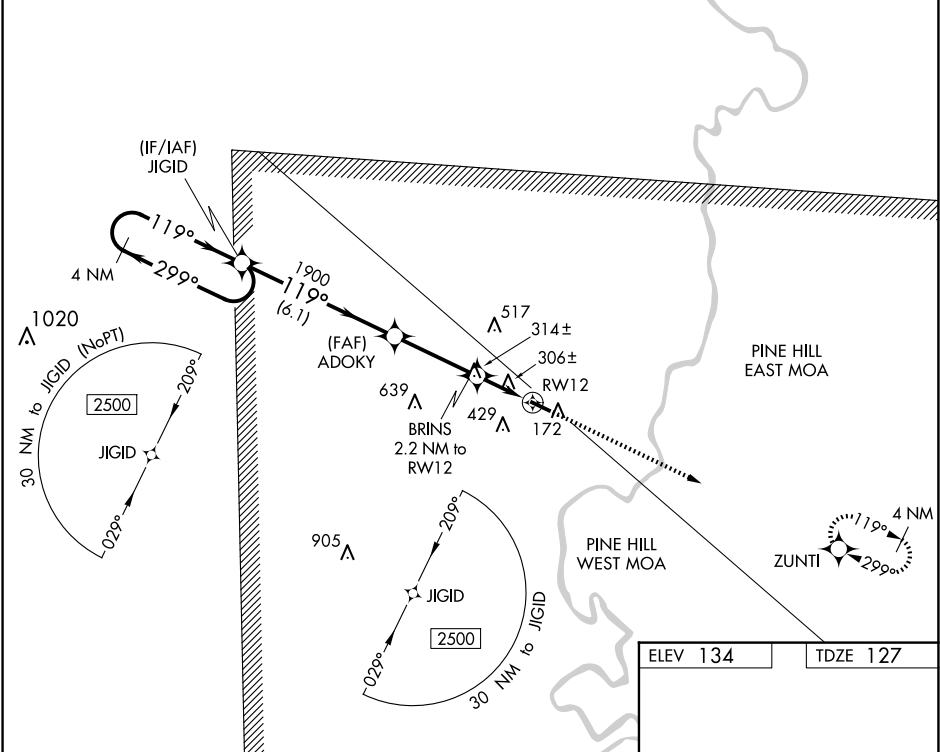 (IF/IAF)
JIGID
119°
299°
4 NM
1900
119°
(6.1)
1020
(FAF)
ADOKY
517
314±
306±
RW12
639
429
172
BRINS
2.2 NM to
RW12
PINE HILL
EAST MOA
30 NM to JIGID (NoPT)
209°
2500
JIGID
029°
905
209°
JIGID
2500
029°
30 NM to JIGID
PINE HILL
WEST MOA
ZUNTI
119°
4 NM
299°
ELEV 134
TDZE 127